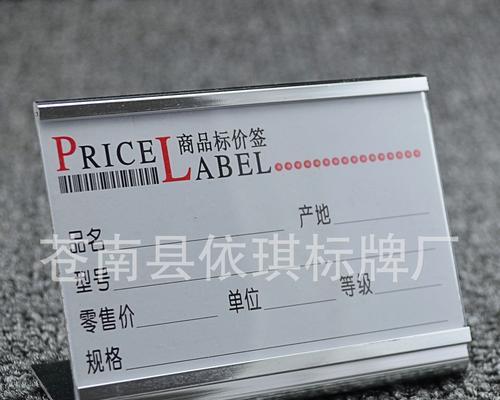 商品标价签
PRICE LABEL
品名 产地
苍南县依琪标牌厂
型号
零售价 单位 等级
规格